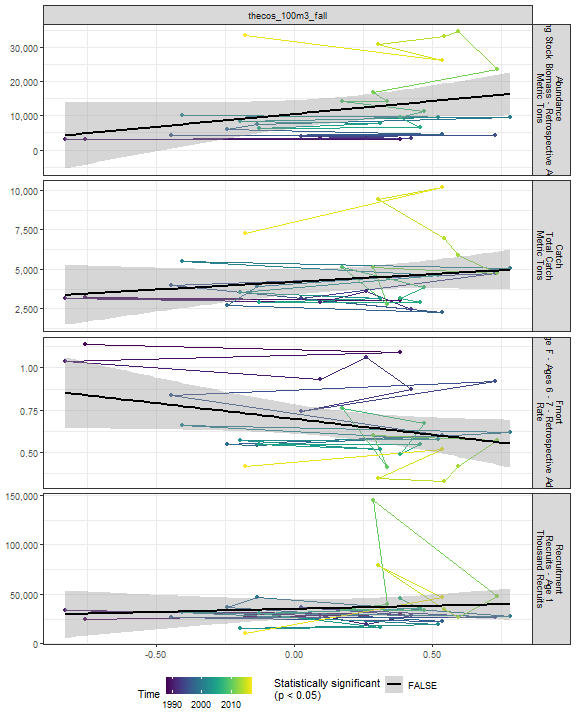 thecos_100m3_fall
30,000
20,000
10,000
0
Abundance
ng Stock Biomass - Retrospective A
Metric Tons
10,000
7,500
5,000
2,500
Catch
Total Catch
Metric Tons
1.00
0.75
0.50
Fmort
ge F - Ages 6 - 7 - Retrospective Ad
Rate
150,000
100,000
50,000
0
Recruitment
Recruits - Age 1
Thousand Recruits
-0.50
0.00
0.50
Time
1990 2000 2010
Statistically significant
(p < 0.05)
FALSE